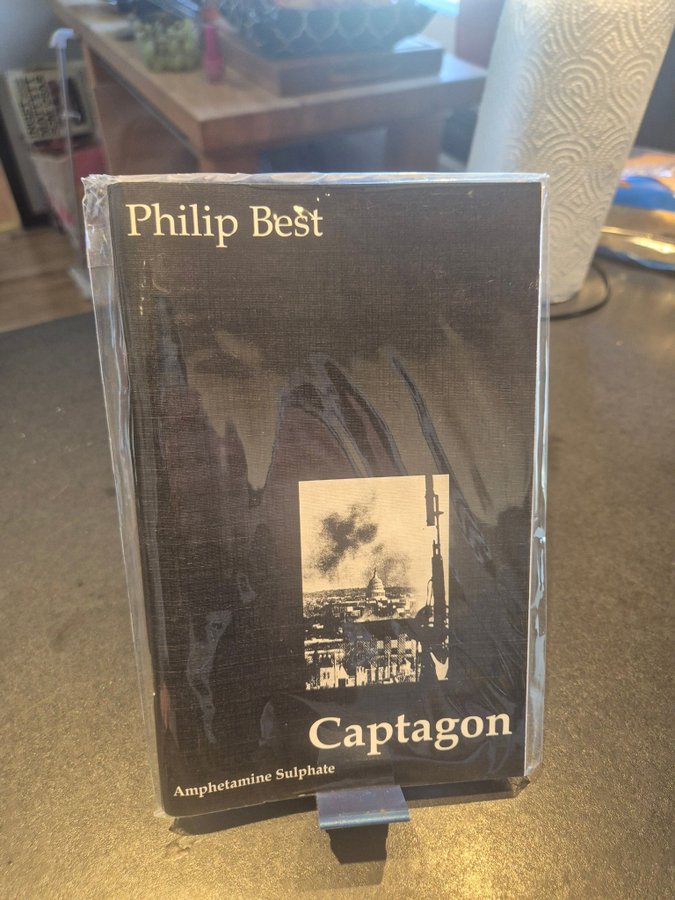 Philip Best
Captagon
Amphetamine Sulphate